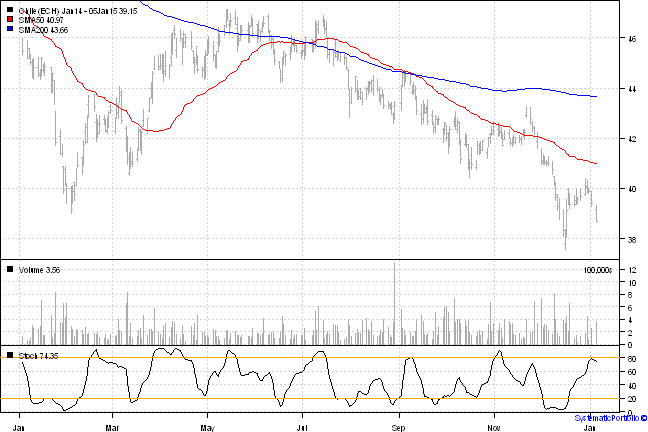 Chile (ECH) Jan14 - 05Jan15 39.15
SMA50 40.97
SMA200 43.66
46
44
42
40
38
Volume 3.56
100,000s
12
10
8
6
4
2
0
Stoch 74.35
80
60
40
20
0
Jan Mar May Jul Sep Nov Jan
SystematicPortfolio ©